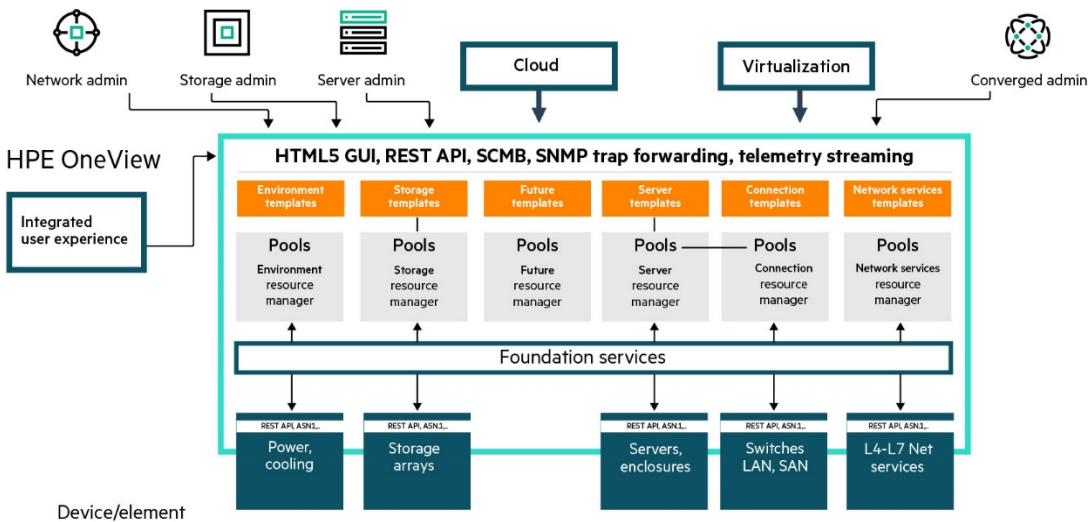 Network admin
Storage admin
Server admin
Cloud
Virtualization
Converged admin
HPE OneView
Integrated
user experience
HTML5 GUI, REST API, SCMB, SNMP trap forwarding, telemetry streaming
Environment
templates
Storage
templates
Future
templates
Server
templates
Connection
templates
Network services
templates
Pools
Environment
resource
manager
Pools
Storage
resource
manager
Pools
Future
resource
manager
Pools
Server
resource
manager
Pools
Connection
resource
manager
Pools
Network services
resource
manager
Foundation services
REST API, ASN.1,..
Power,
cooling
REST API, ASN.1,..
Storage
arrays
REST API, ASN.1,..
Servers,
enclosures
REST API, ASN.1,..
Switches
LAN, SAN
REST API, ASN.1,..
L4-L7 Net
services
Device/element